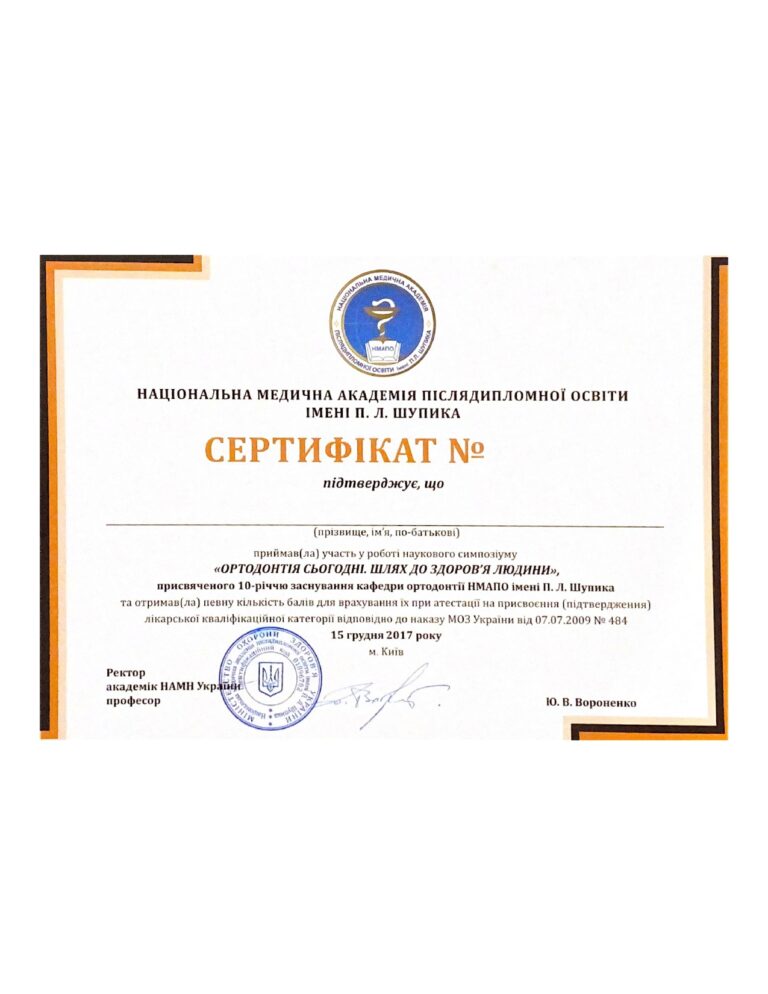 НАЦІОНАЛЬНА МЕДИЧНА АКАДЕМІЯ
ПІСЛЯДИПЛОМНОЇ ОСВІТИ імені П. Л. ШУПИКА
НМАПО
НАЦІОНАЛЬНА МЕДИЧНА АКАДЕМІЯ ПІСЛЯДИПЛОМНОЇ ОСВІТИ
ІМЕНІ П. Л. ШУПИКА
СЕРТИФІКАТ №
підтверджує, що
(прізвище, ім'я, по-батькові)
приймав(ла) участь у роботі наукового симпозіуму
«ОРТОДОНТІЯ СЬОГОДНІ. ШЛЯХ ДО ЗДОРОВ'Я ЛЮДИНИ»,
присвяченого 10-річчю заснування кафедри ортодонтії НМАПО імені П. Л. Шупика
та отримав(ла) певну кількість балів для врахування їх при атестації на присвоєння (підтвердження)
лікарської кваліфікаційної категорії відповідно до наказу МОЗ України від 07.07.2009 № 484
15 грудня 2017 року
м. Київ
МІНІСТЕРСТВО ОХОРОНИ ЗДОРОВ'Я УКРАЇНИ
Ректор
академік НАМН України
професор
Ю. В. Вороненко